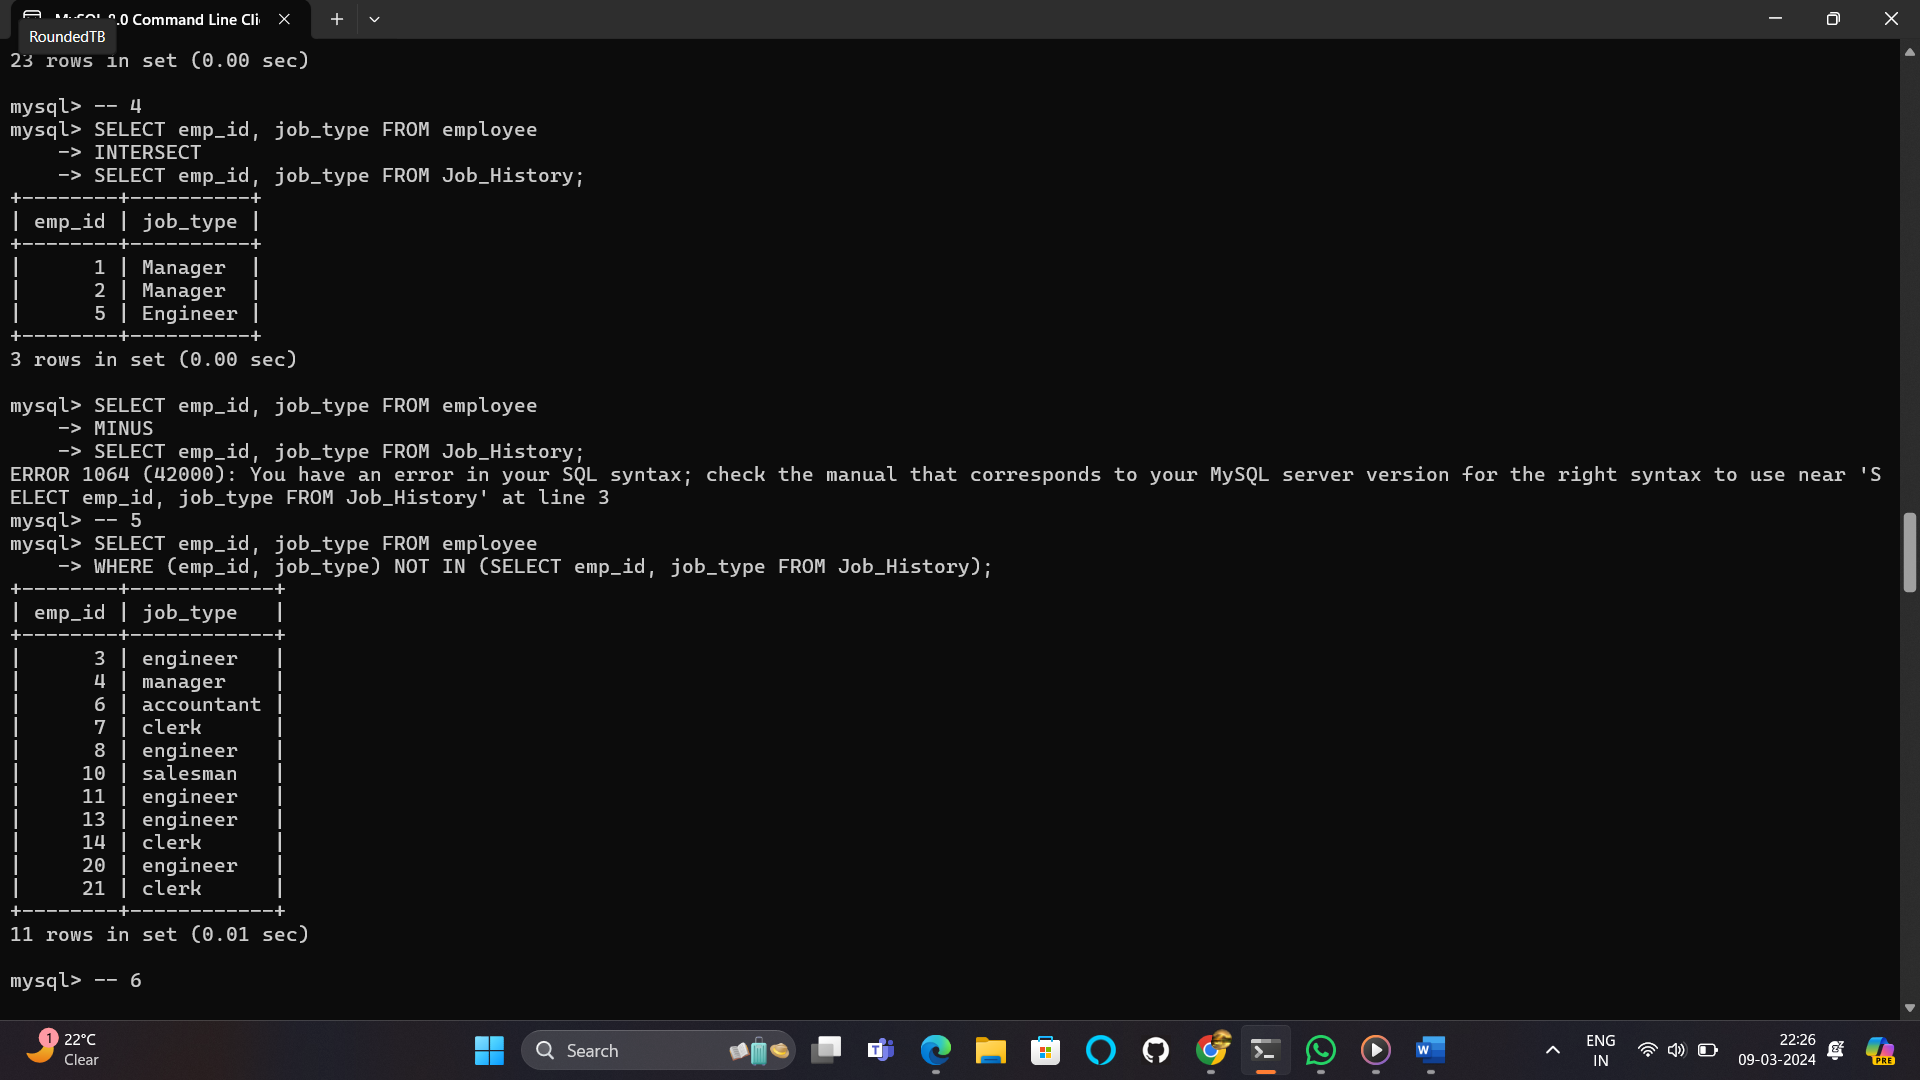 MySQL 8.0 Command Line Cli
RoundedTB
23 rows in set (0.00 sec)
mysql> -- 4
mysql> SELECT emp_id, job_type FROM employee
-> INTERSECT
-> SELECT emp_id, job_type FROM Job_History;
+--------+----------+
| emp_id | job_type |
+--------+----------+
| 1 | Manager |
| 2 | Manager |
| 5 | Engineer |
+--------+----------+
3 rows in set (0.00 sec)
mysql> SELECT emp_id, job_type FROM employee
-> MINUS
-> SELECT emp_id, job_type FROM Job_History;
ERROR 1064 (42000): You have an error in your SQL syntax; check the manual that corresponds to your MySQL server version for the right syntax to use near 'S
ELECT emp_id, job_type FROM Job_History' at line 3
mysql> -- 5
mysql> SELECT emp_id, job_type FROM employee
-> WHERE (emp_id, job_type) NOT IN (SELECT emp_id, job_type FROM Job_History);
+--------+------------+
| emp_id | job_type |
+--------+------------+
| 3 | engineer |
| 4 | manager |
| 6 | accountant |
| 7 | clerk |
| 8 | engineer |
| 10 | salesman |
| 11 | engineer |
| 13 | engineer |
| 14 | clerk |
| 20 | engineer |
| 21 | clerk |
+--------+------------+
11 rows in set (0.01 sec)
mysql> -- 6
1
22°C
Clear
Search
ENG
IN
22:26
09-03-2024
PRE